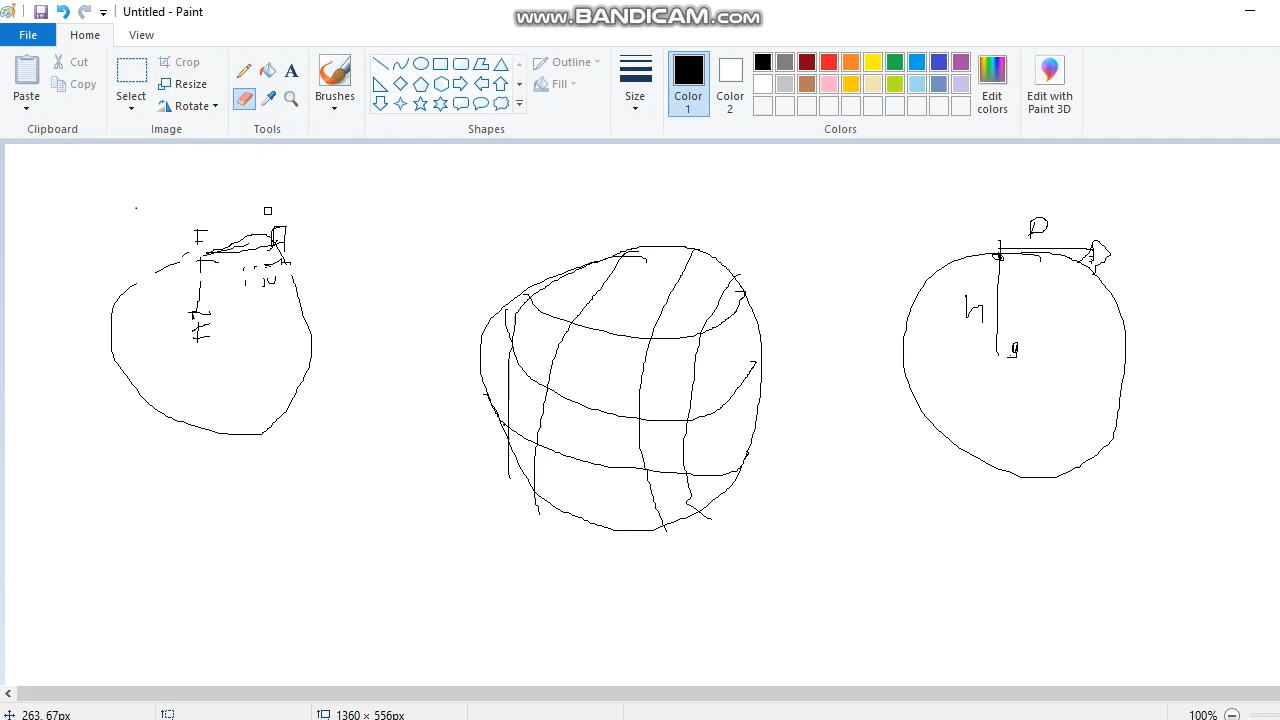 www.BANDICAM.com
Untitled - Paint
File
Home
View
Paste
Cut
Copy
Clipboard
Select
Crop
Resize
Rotate
Image
Tools
Brushes
Outline
Fill
Shapes
Size
Color
1
Color
2
Edit
colors
Colors
Edit with
Paint 3D
P
h
263, 67px
1360 × 556px
100%